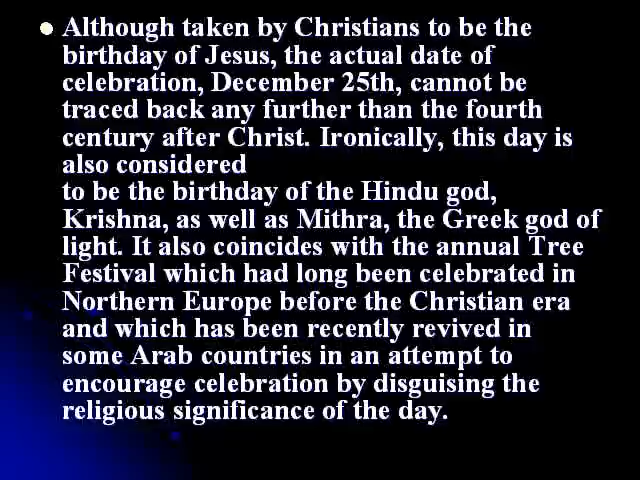 Although taken by Christians to be the
birthday of Jesus, the actual date of
celebration, December 25th, cannot be
traced back any further than the fourth
century after Christ. Ironically, this day is
also considered
to be the birthday of the Hindu god,
Krishna, as well as Mithra, the Greek god of
light. It also coincides with the annual Tree
Festival which had long been celebrated in
Northern Europe before the Christian era
and which has been recently revived in
some Arab countries in an attempt to
encourage celebration by disguising the
religious significance of the day.